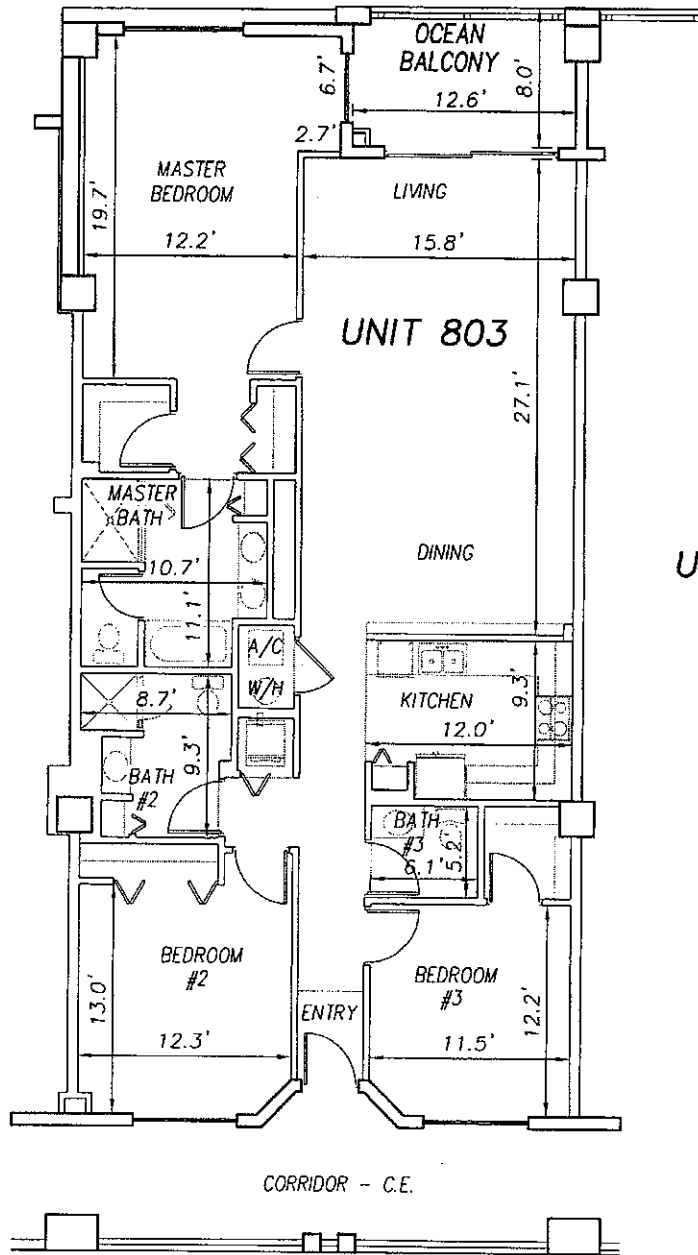 OCEAN
BALCONY
6.7'
8.0'
12.6'
2.7'
MASTER
BEDROOM
LIVING
19.7'
12.2'
15.8'
UNIT 803
27.1'
MASTER
BATH
DINING
U
10.7'
11.1'
A/C
W/H
KITCHEN
9.3'
8.7'
12.0'
9.3'
BATH
#2
BATH
#3
5.2'
6.1'
BEDROOM
#2
BEDROOM
#3
13.0'
12.2'
ENTRY
12.3'
11.5'
CORRIDOR - C.E.